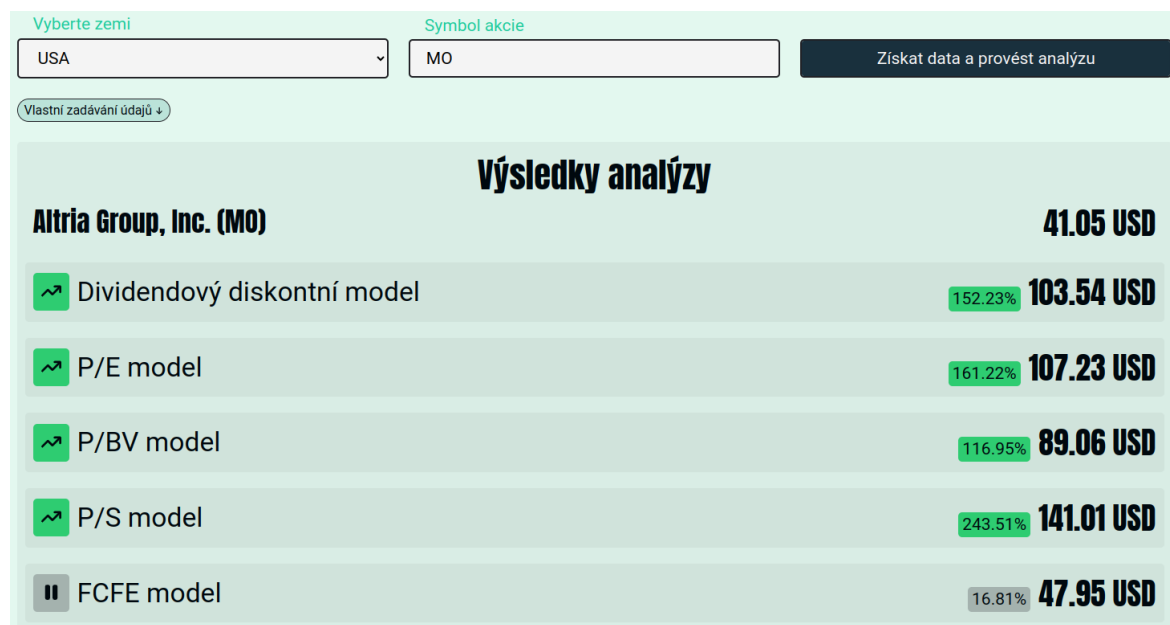 Vyberte zemi
Symbol akcie
USA
MO
Získat data a provést analýzu
Vlastní zadávání údajů ↓
Výsledky analýzy
Altria Group, Inc. (MO) 41.05 USD
Dividendový diskontní model 152.23% 103.54 USD
P/E model 161.22% 107.23 USD
P/BV model 116.95% 89.06 USD
P/S model 243.51% 141.01 USD
FCFE model 16.81% 47.95 USD